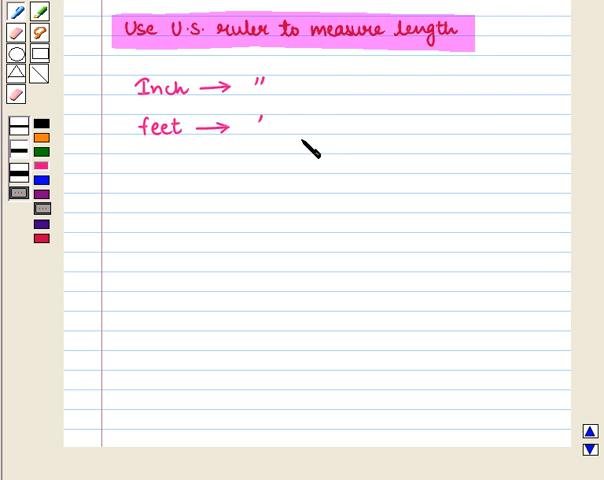 Use U.S. ruler to measure length
Inch → "
feet → '